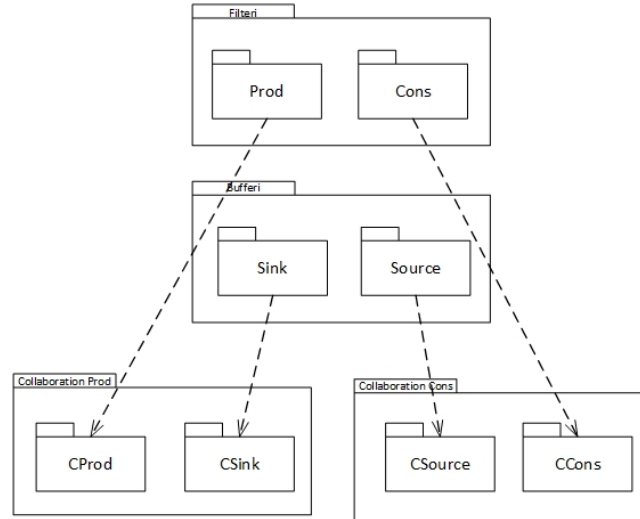 Filteri
Prod
Cons
Bufferi
Sink
Source
Collaboration Prod
Collaboration Cons
CProd
CSink
CSource
CCons